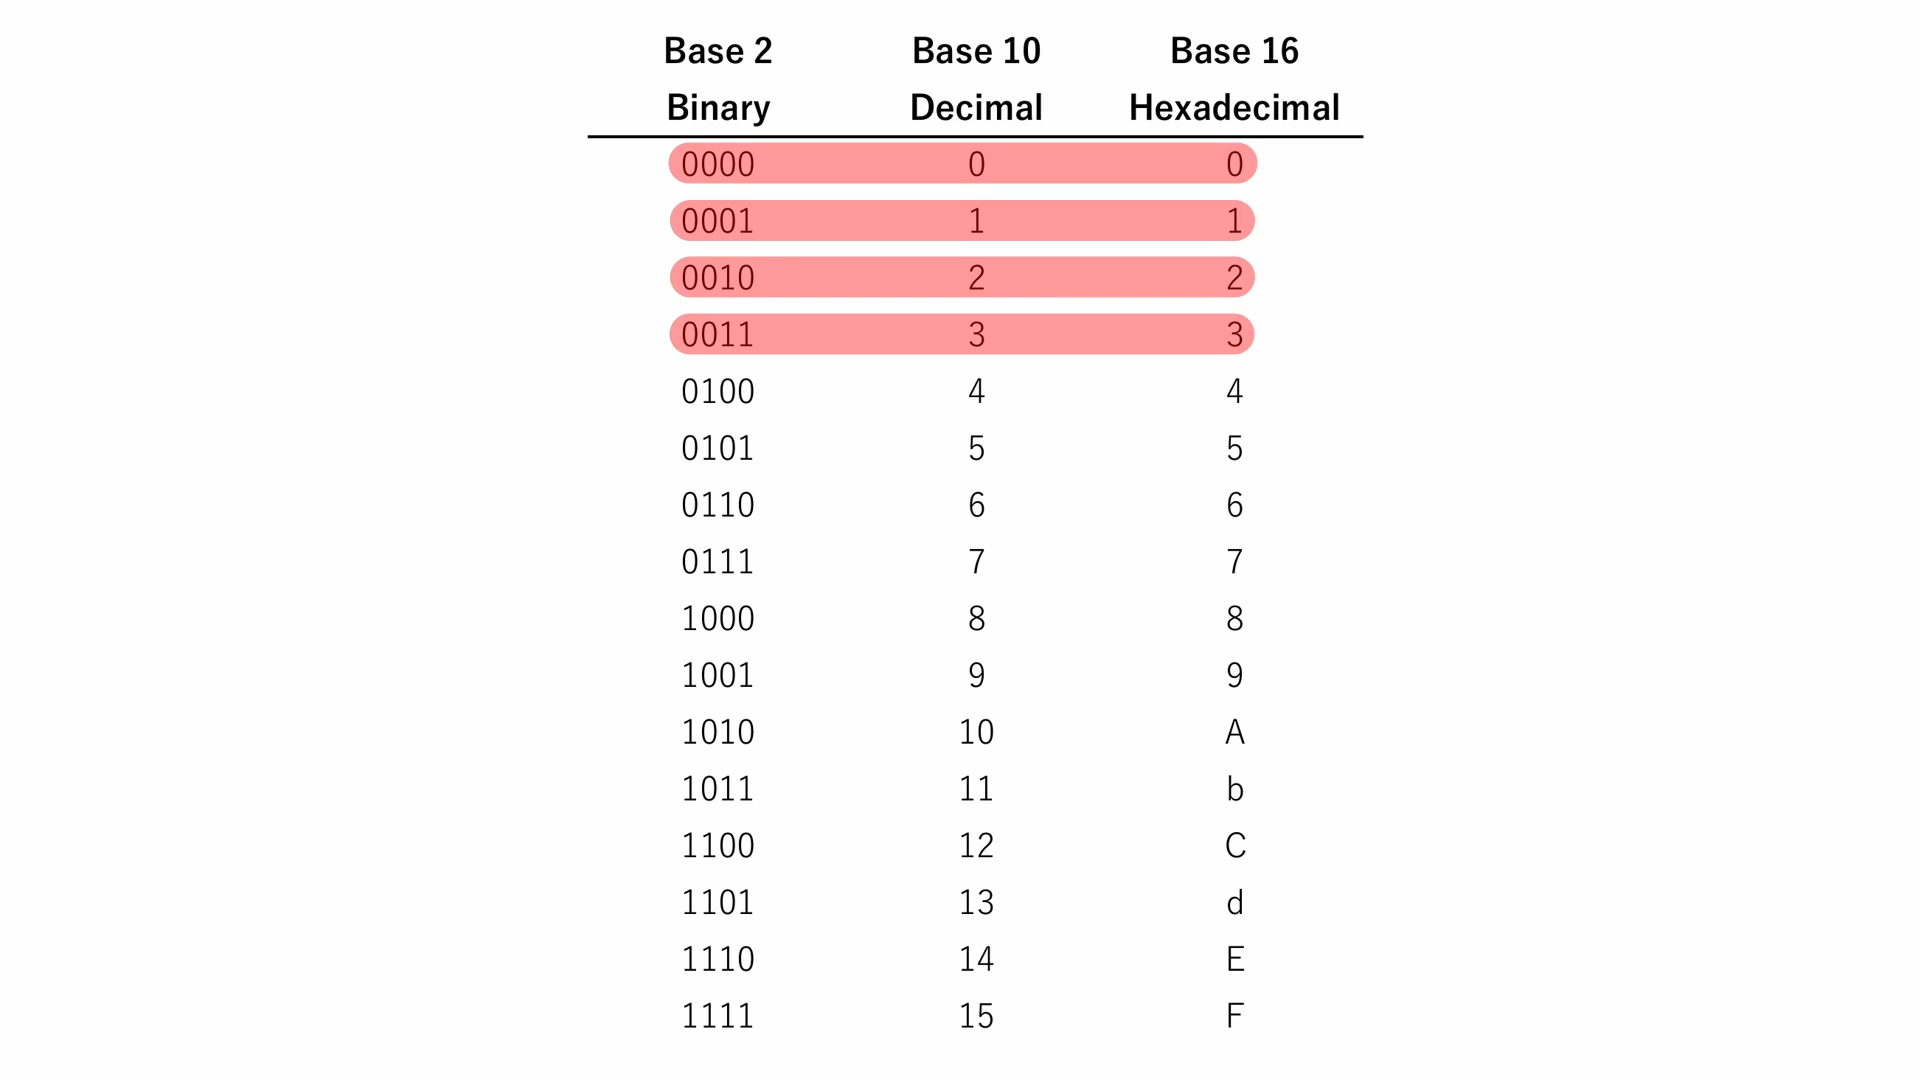 Base 2 Base 10 Base 16
Binary Decimal Hexadecimal
0000 0 0
0001 1 1
0010 2 2
0011 3 3
0100 4 4
0101 5 5
0110 6 6
0111 7 7
1000 8 8
1001 9 9
1010 10 A
1011 11 b
1100 12 C
1101 13 d
1110 14 E
1111 15 F